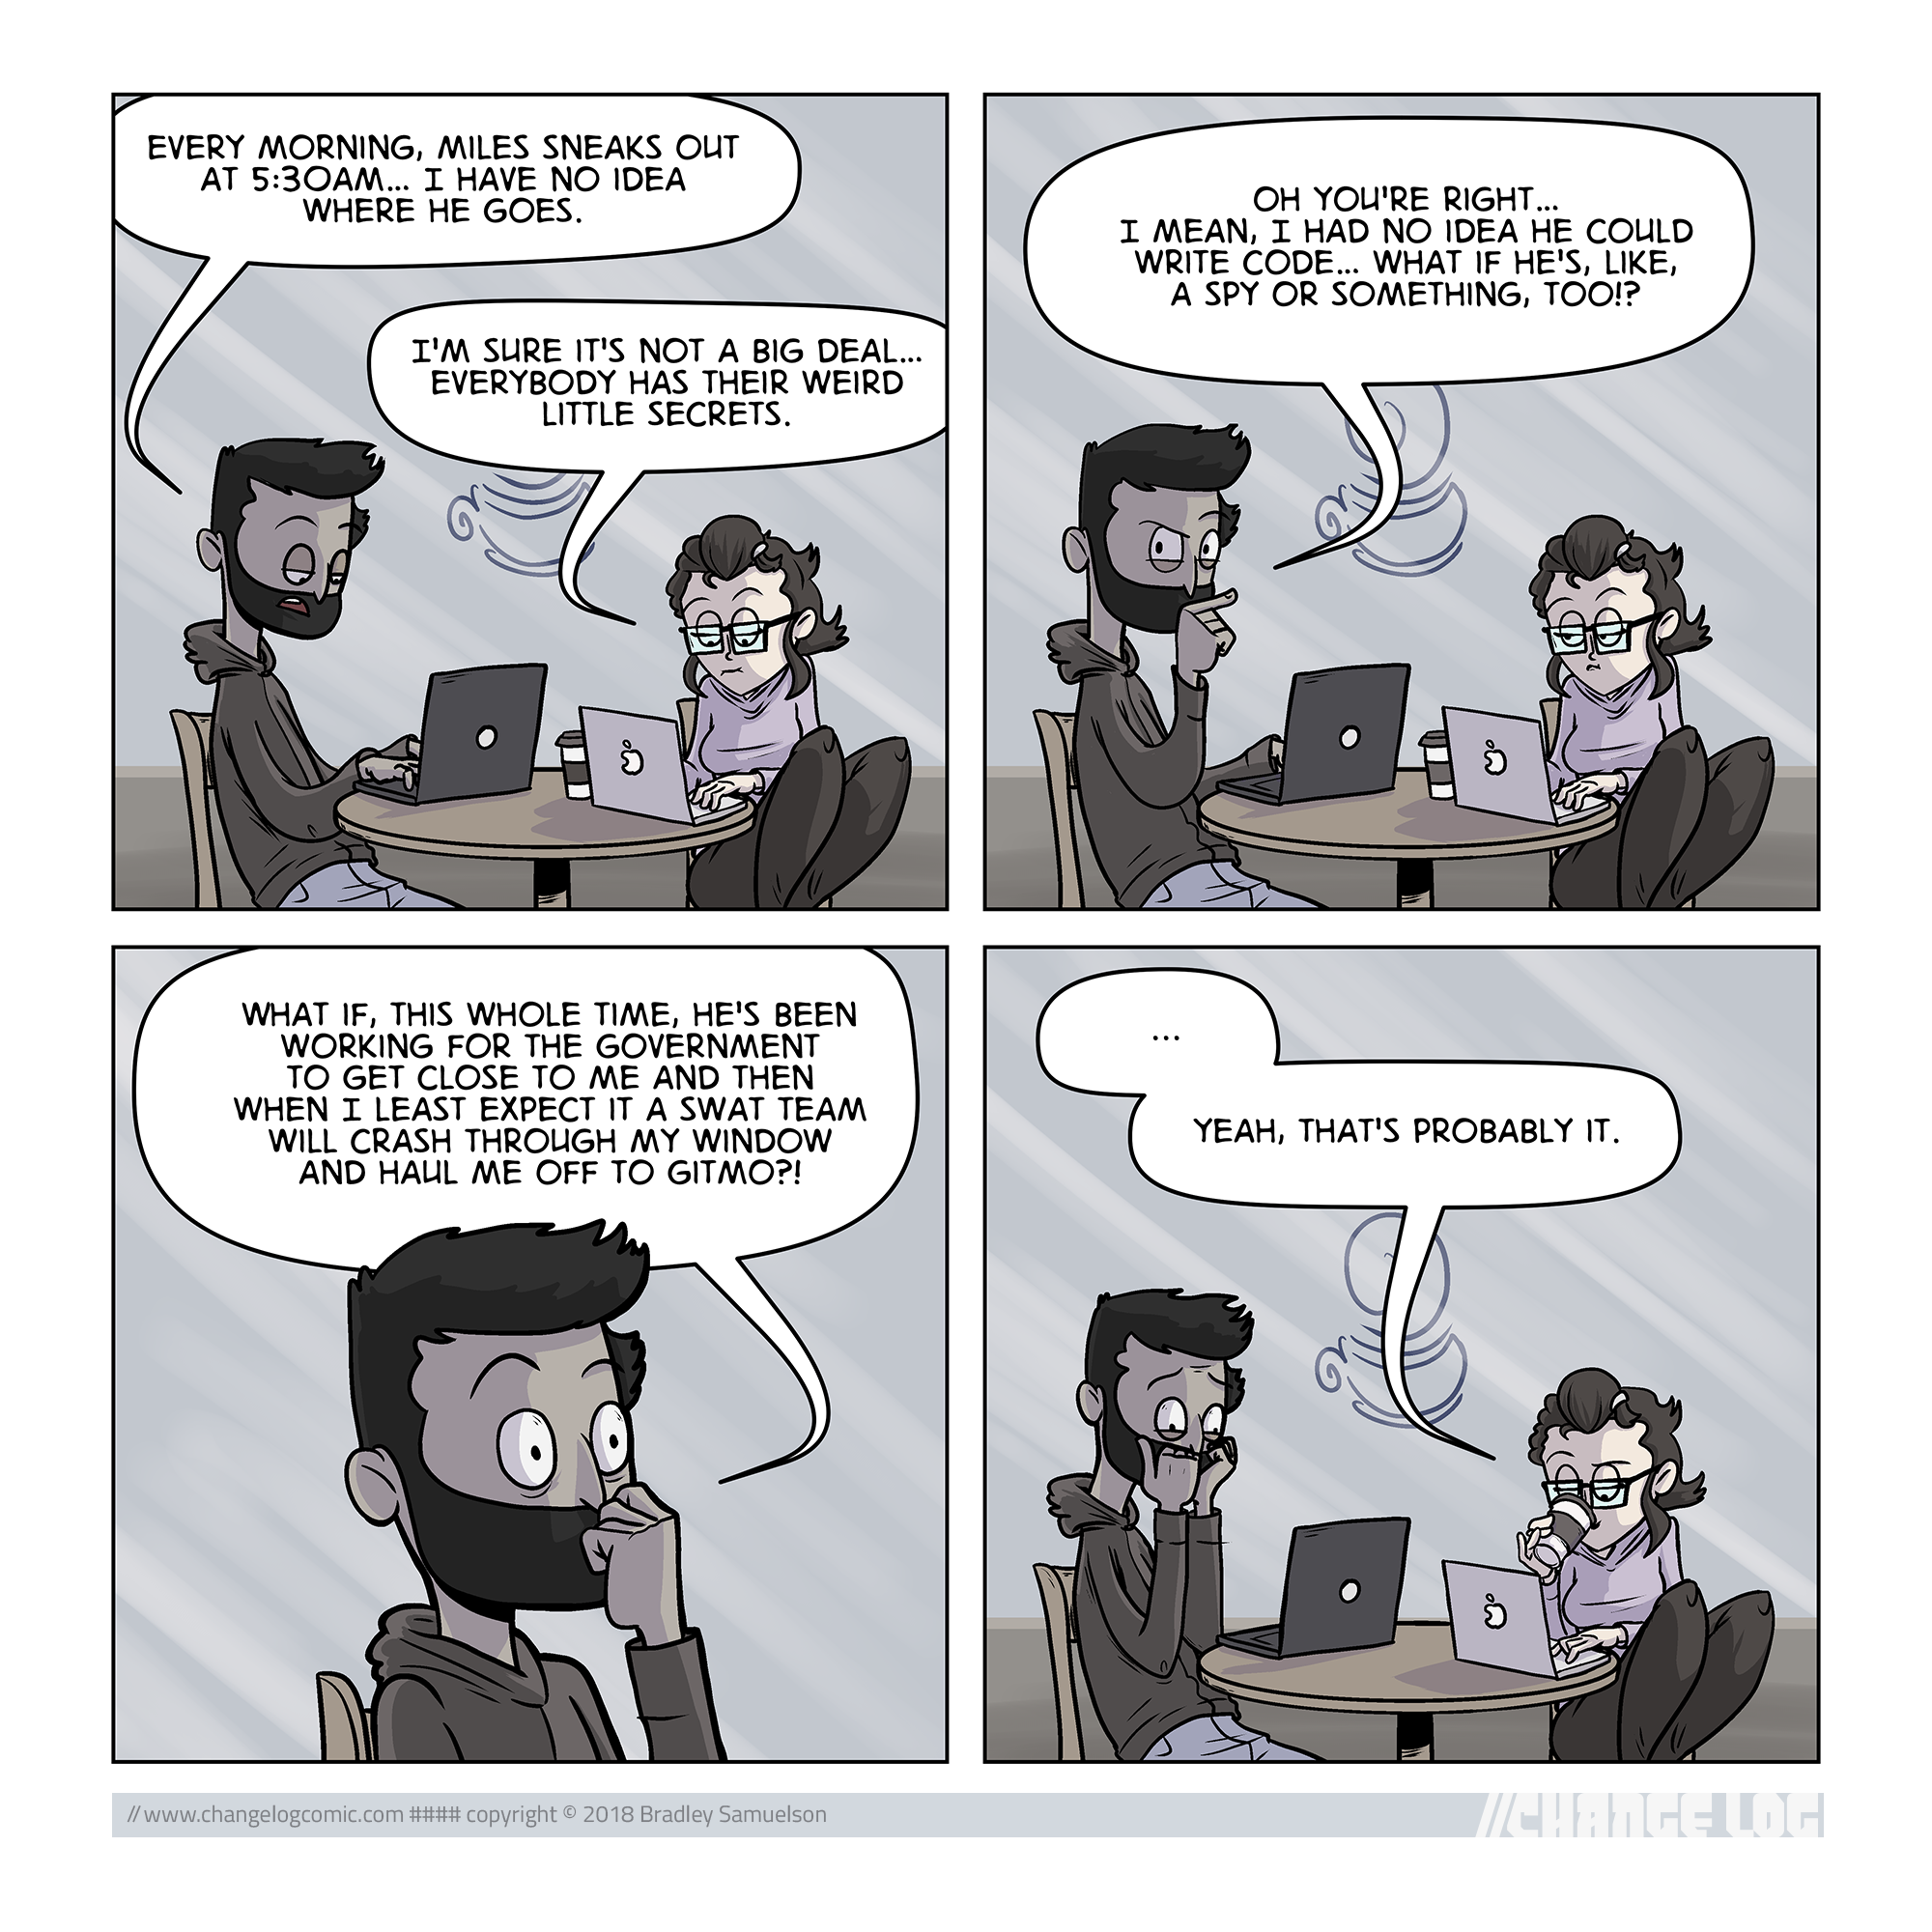 EVERY MORNING, MILES SNEAKS OUT
AT 5:30AM... I HAVE NO IDEA
WHERE HE GOES.
I'M SURE IT'S NOT A BIG DEAL...
EVERYBODY HAS THEIR WEIRD
LITTLE SECRETS.
OH YOU'RE RIGHT...
I MEAN, I HAD NO IDEA HE COULD
WRITE CODE... WHAT IF HE'S, LIKE,
A SPY OR SOMETHING, TOO!?
WHAT IF, THIS WHOLE TIME, HE'S BEEN
WORKING FOR THE GOVERNMENT
TO GET CLOSE TO ME AND THEN
WHEN I LEAST EXPECT IT A SWAT TEAM
WILL CRASH THROUGH MY WINDOW
AND HAUL ME OFF TO GITMO?!
...
YEAH, THAT'S PROBABLY IT.
//www.changelogcomic.com #### copyright © 2018 Bradley Samuelson
//CHANGE LOG